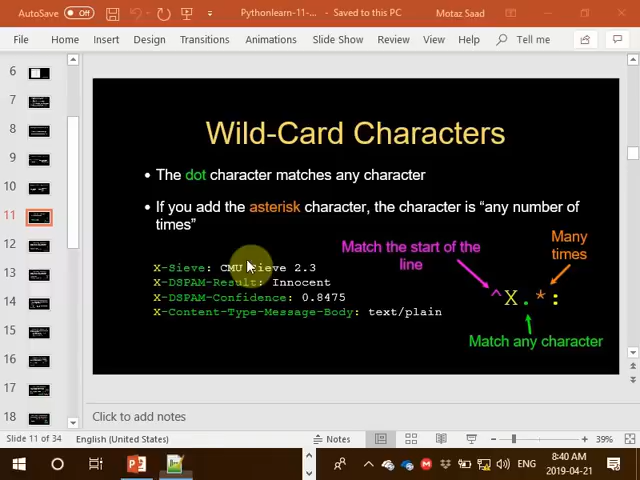 AutoSave Off Pythonlearn-11-... - Saved to this PC Motaz Saad
File Home Insert Design Transitions Animations Slide Show Review View Help Tell me
6
7
8
9
10
11
12
13
14
15
16
17
18
Wild-Card Characters
• The dot character matches any character
• If you add the asterisk character, the character is “any number of
times”
Many
times
Match the start of the
line
X-Sieve: CMU Sieve 2.3
X-DSPAM-Result: Innocent
X-DSPAM-Confidence: 0.8475
X-Content-Type-Message-Body: text/plain
^X.*:
Match any character
Click to add notes
Slide 11 of 34 English (United States) Notes 39%
ENG 8:40 AM
2019-04-21